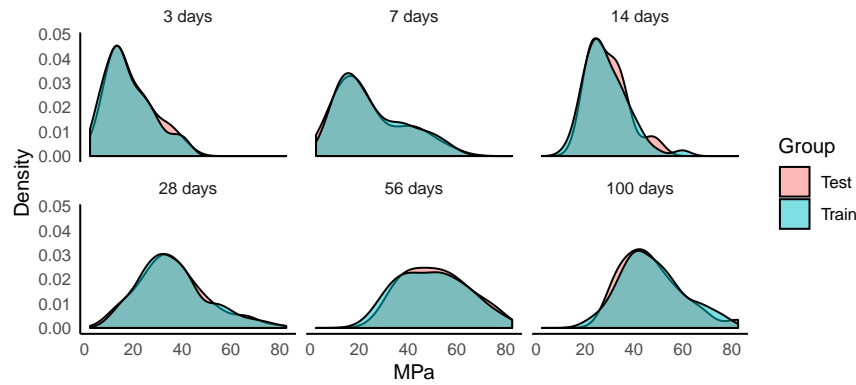 3 days 7 days 14 days
0.05
0.04
0.03
0.02
0.01
0.00
Density
28 days 56 days 100 days
0.05
0.04
0.03
0.02
0.01
0.00
0 20 40 60 80 0 20 40 60 80 0 20 40 60 80
MPa
Group
Test
Train